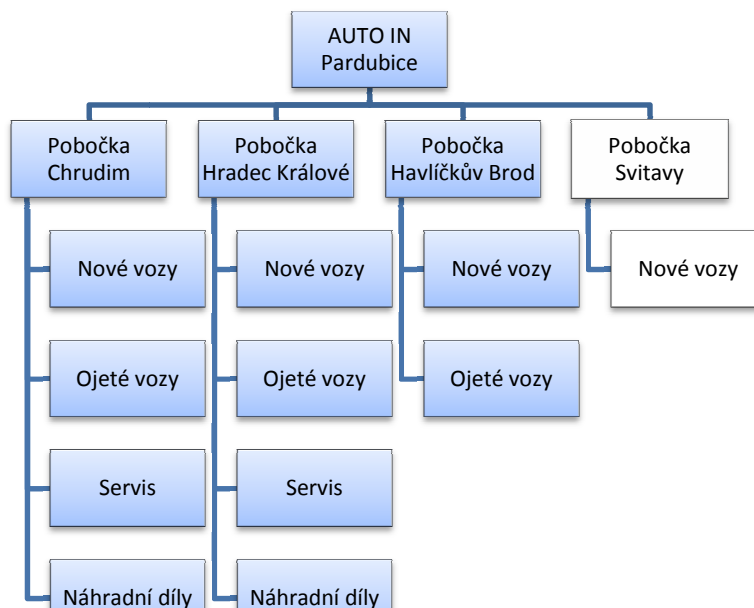 AUTO IN
Pardubice
Pobočka
Chrudim
Nové vozy
Ojeté vozy
Servis
Náhradní díly
Pobočka
Hradec Králové
Nové vozy
Ojeté vozy
Servis
Náhradní díly
Pobočka
Havlíčkův Brod
Nové vozy
Ojeté vozy
Pobočka
Svitavy
Nové vozy